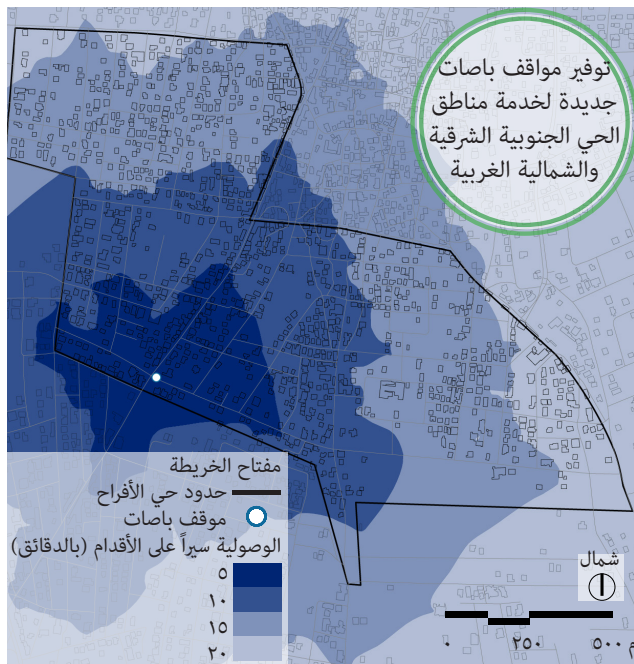 توفير مواقف باصات
جديدة لخدمة مناطق
الحي الجنوبية الشرقية
والشمالية الغربية
مفتاح الخريطة
حدود حي الأفراح
موقف باصات
الوصولية سيراً على الأقدام (بالدقائق)
٥
١٠
١٥
٢٠
شمال
٠ ٢٥٠ ٥٠٠ م